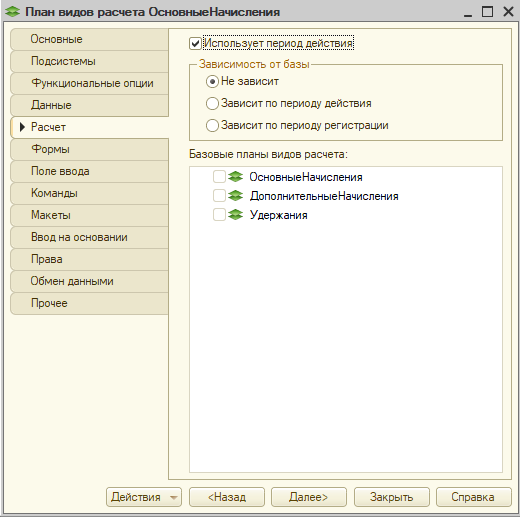 План видов расчета ОсновныеНачисления
Основные
Подсистемы
Функциональные опции
Данные
Расчет
Формы
Поле ввода
Команды
Макеты
Ввод на основании
Права
Обмен данными
Прочее
Использует период действия
Зависимость от базы
Не зависит
Зависит по периоду действия
Зависит по периоду регистрации
Базовые планы видов расчета:
ОсновныеНачисления
ДополнительныеНачисления
Удержания
Действия
<Назад
Далее>
Закрыть
Справка